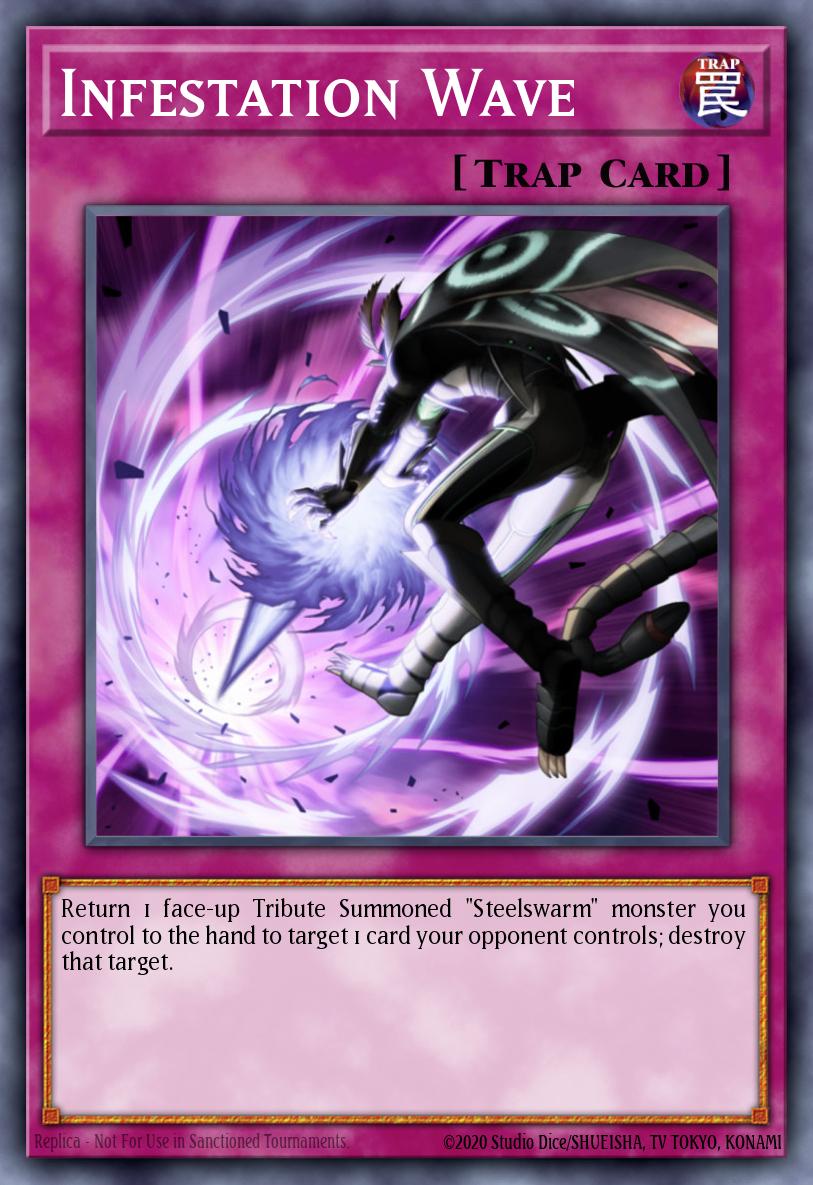 Infestation Wave
TRAP
罠
[Trap Card]
Return 1 face-up Tribute Summoned "Steelswarm" monster you
control to the hand to target 1 card your opponent controls; destroy
that target.
Replica - Not For Use in Sanctioned Tournaments.
©2020 Studio Dice/SHUEISHA, TV TOKYO, KONAMI